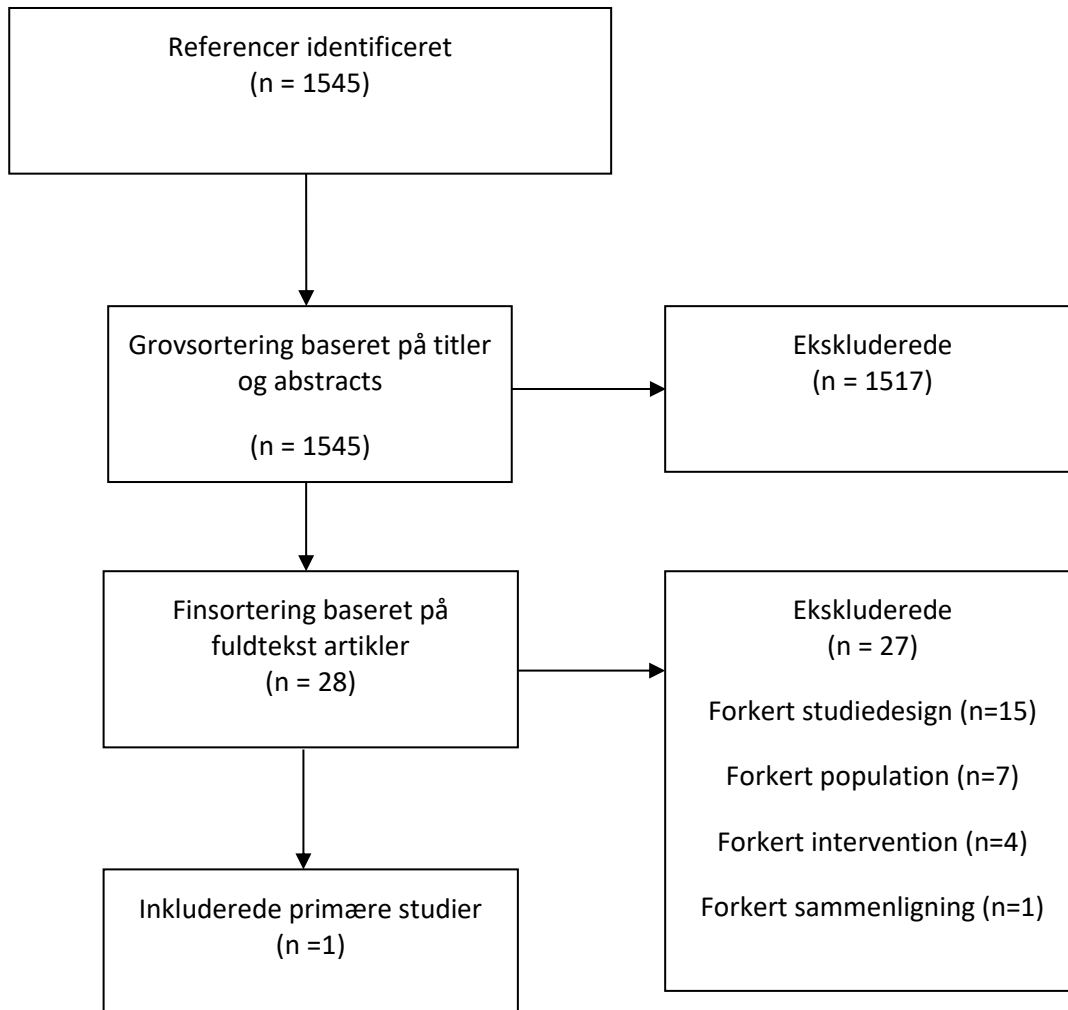 Referencer identificeret
(n = 1545)
Grovsortering baseret på titler
og abstracts
(n = 1545)
Ekskluderede
(n = 1517)
Finsortering baseret på
fuldtekst artikler
(n = 28)
Ekskluderede
(n = 27)
Forkert studiedesign (n=15)
Forkert population (n=7)
Forkert intervention (n=4)
Forkert sammenligning (n=1)
Inkluderede primære studier
(n =1)